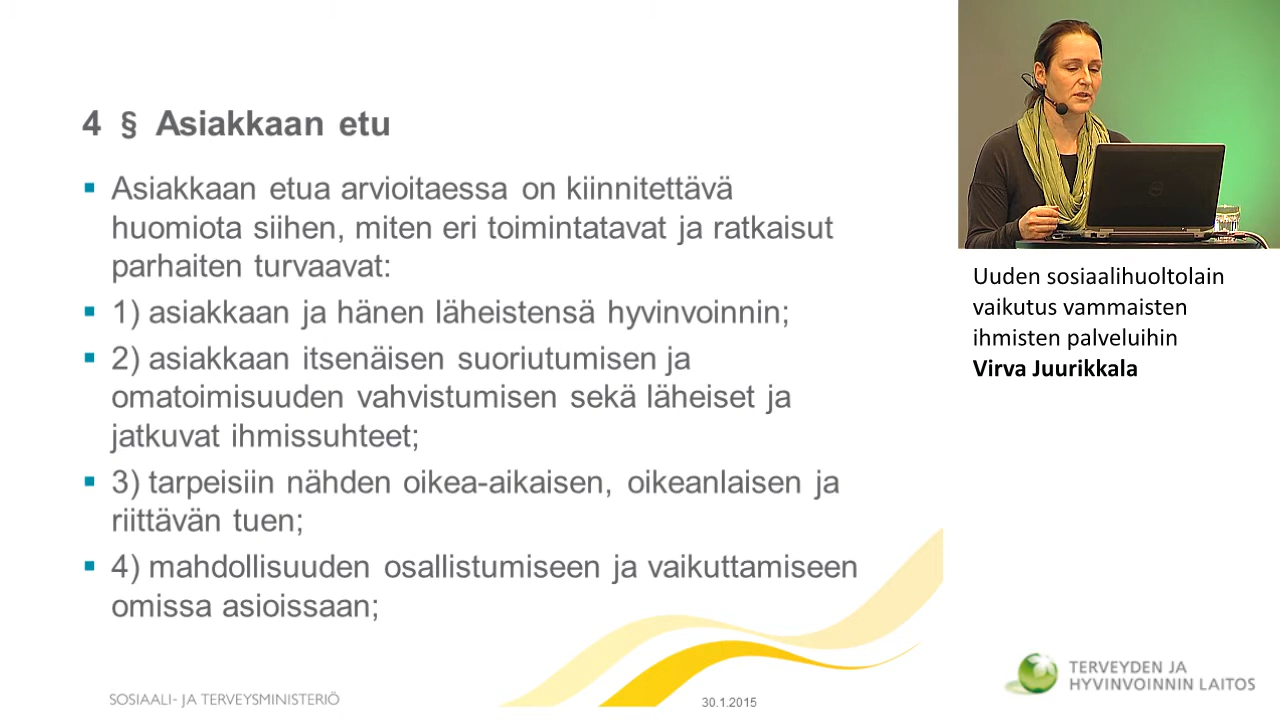 4 § Asiakkaan etu
Asiakkaan etua arvioitaessa on kiinnitettävä
huomiota siihen, miten eri toimintatavat ja ratkaisut
parhaiten turvaavat:
1) asiakkaan ja hänen läheistensä hyvinvoinnin;
2) asiakkaan itsenäisen suoriutumisen ja
omatoimisuuden vahvistumisen sekä läheiset ja
jatkuvat ihmissuhteet;
3) tarpeisiin nähden oikea-aikaisen, oikeanlaisen ja
riittävän tuen;
4) mahdollisuuden osallistumiseen ja vaikuttamiseen
omissa asioissaan;
SOSIAALI- JA TERVEYSMINISTERIÖ
30.1.2015
Uuden sosiaalihuoltolain
vaikutus vammaisten
ihmisten palveluihin
Virva Juurikkala
TERVEYDEN JA
HYVINVOINNIN LAITOS